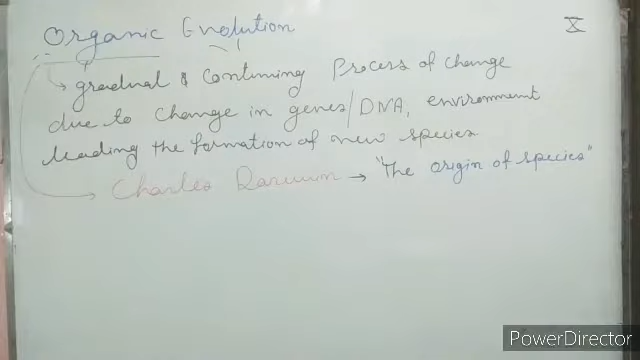 Organic Evolution
X
gradual & Continuing Process of change
due to change in genes/DNA, environment
leading the formation of new species
Charles Darwin → "The origin of species"
PowerDirector